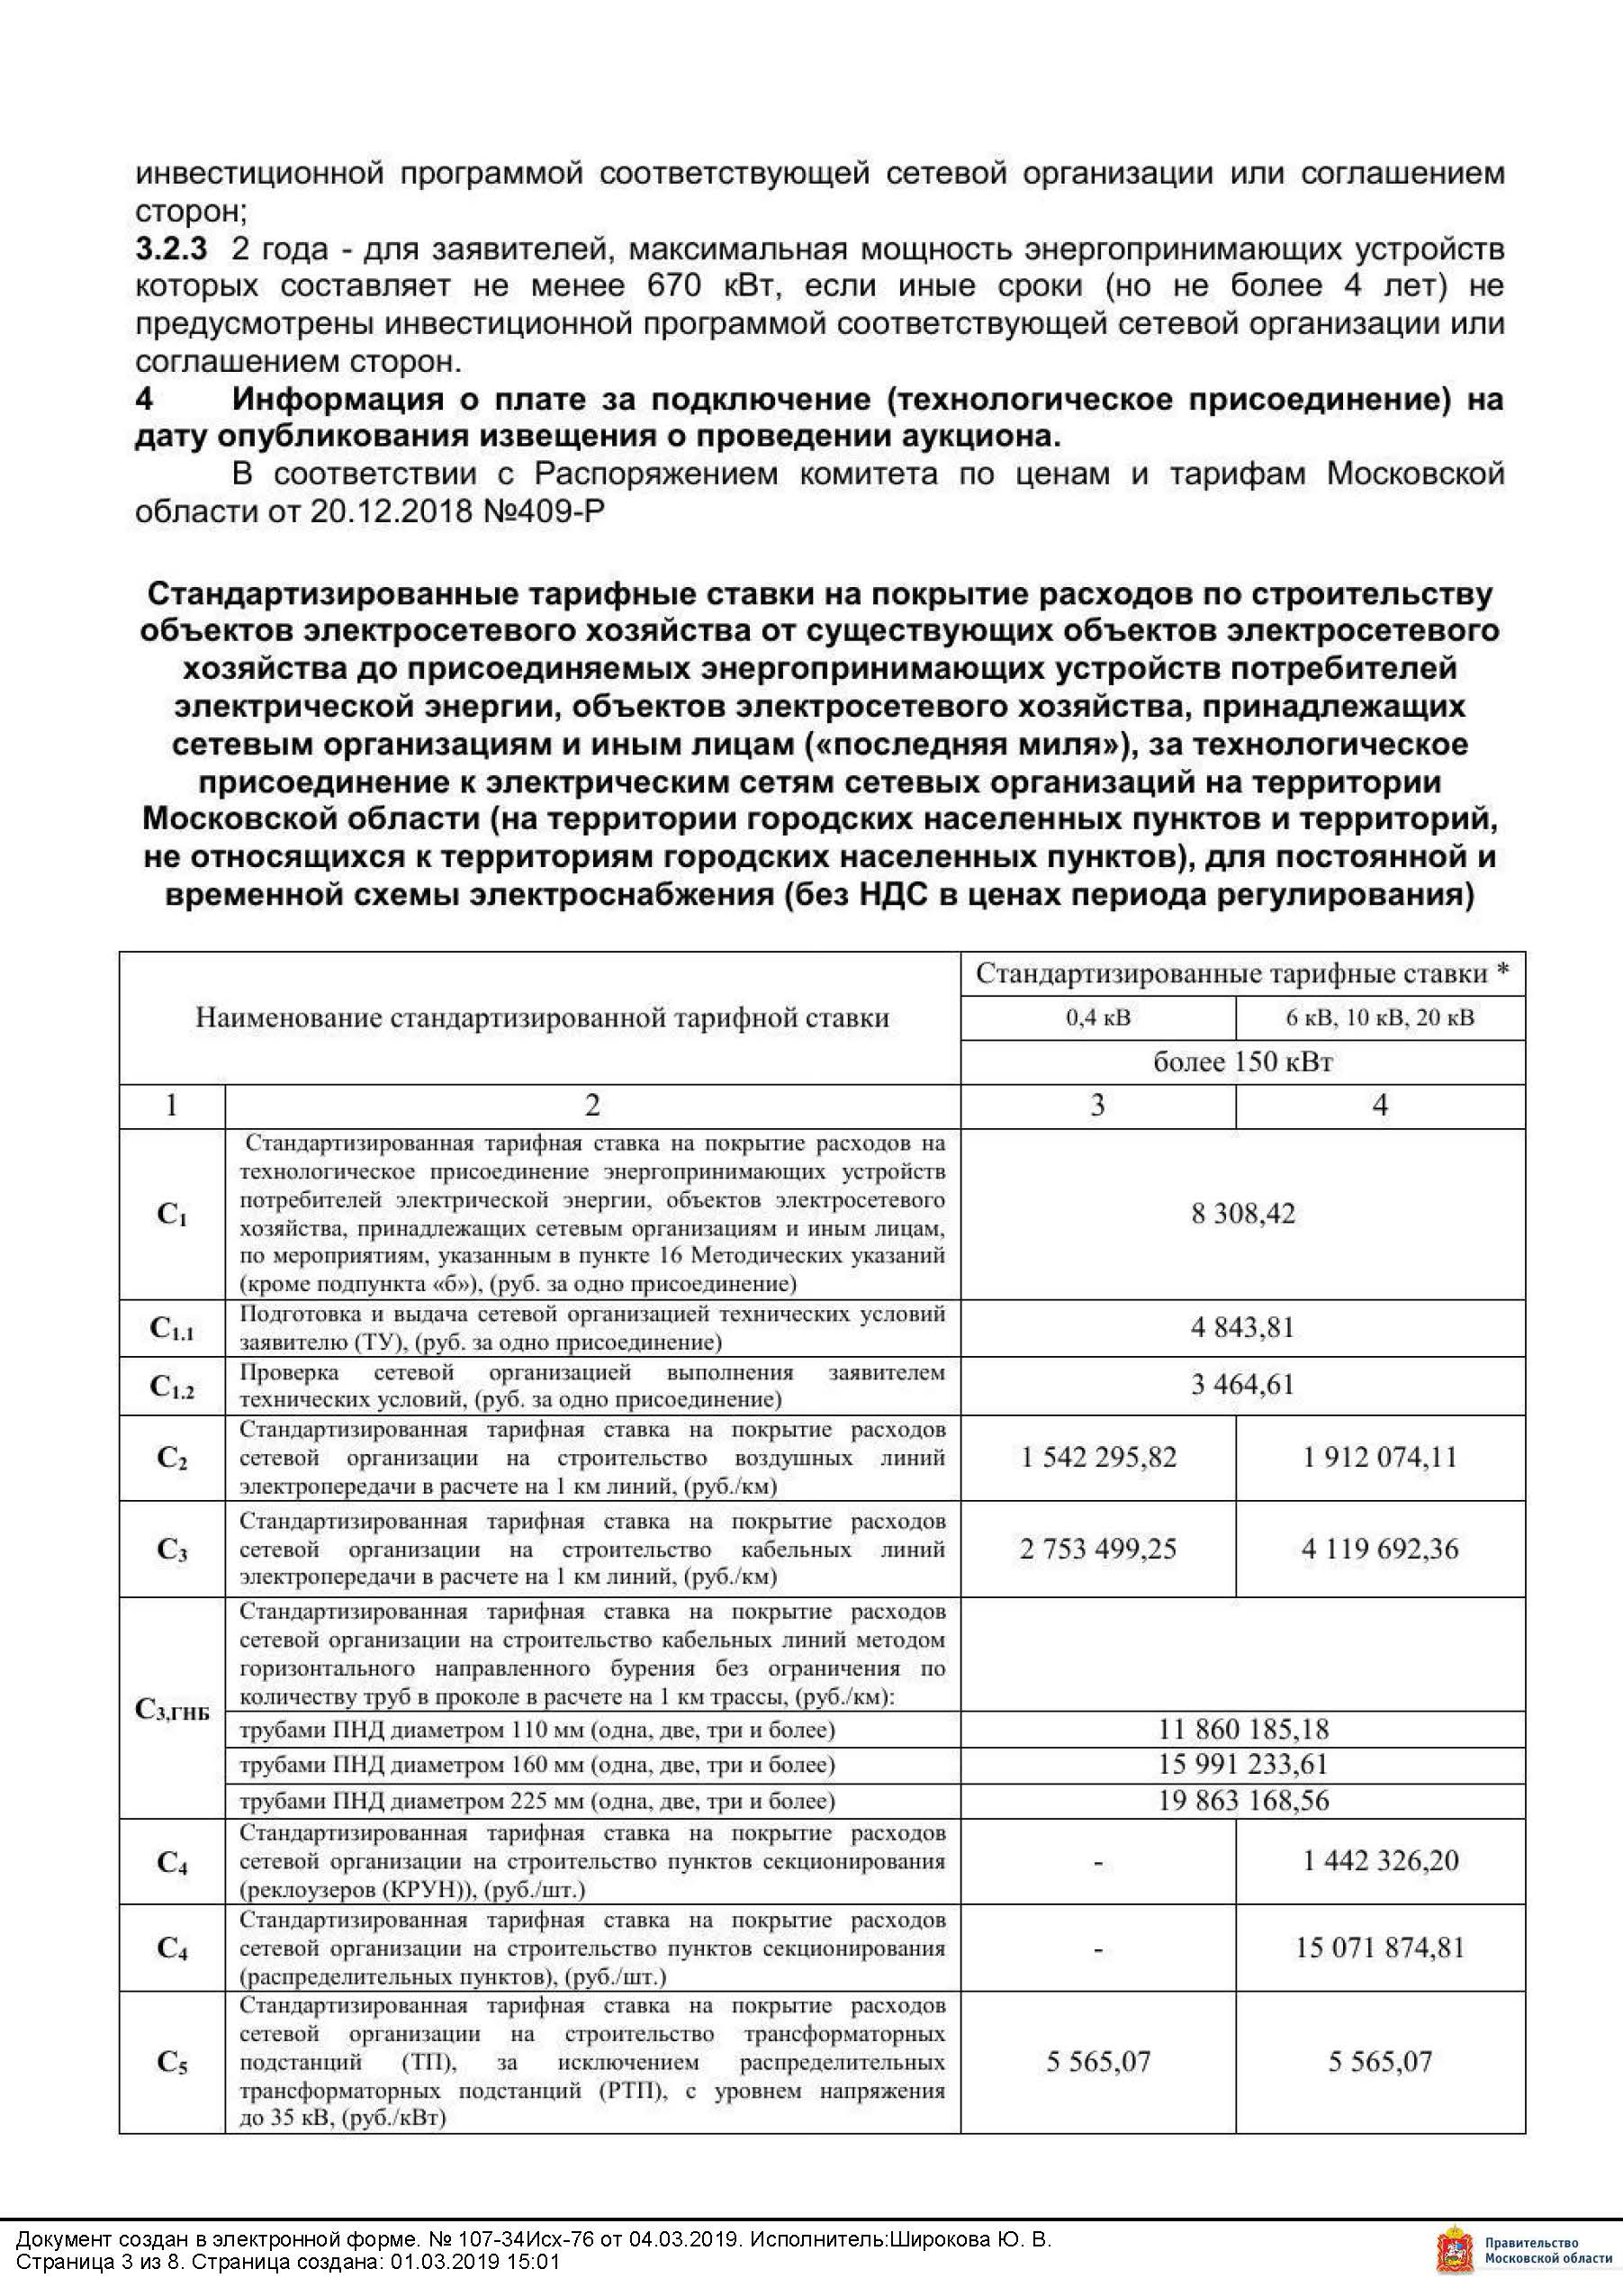 инвестиционной программой соответствующей сетевой организации или соглашением
сторон;
3.2.3 2 года - для заявителей, максимальная мощность энергопринимающих устройств
которых составляет не менее 670 кВт, если иные сроки (но не более 4 лет) не
предусмотрены инвестиционной программой соответствующей сетевой организации или
соглашением сторон.
4 Информация о плате за подключение (технологическое присоединение) на
дату опубликования извещения о проведении аукциона.
В соответствии с Распоряжением комитета по ценам и тарифам Московской
области от 20.12.2018 №409-Р
Стандартизированные тарифные ставки на покрытие расходов по строительству
объектов электросетевого хозяйства от существующих объектов электросетевого
хозяйства до присоединяемых энергопринимающих устройств потребителей
электрической энергии, объектов электросетевого хозяйства, принадлежащих
сетевым организациям и иным лицам («последняя миля»), за технологическое
присоединение к электрическим сетям сетевых организаций на территории
Московской области (на территории городских населенных пунктов и территорий,
не относящихся к территориям городских населенных пунктов), для постоянной и
временной схемы электроснабжения (без НДС в ценах периода регулирования)
Наименование стандартизированной тарифной ставки
Стандартизированные тарифные ставки *
0,4 кВ 6 кВ, 10 кВ, 20 кВ
более 150 кВт
1 2 3 4
С1
Стандартизированная тарифная ставка на покрытие расходов на
технологическое присоединение энергопринимающих устройств
потребителей электрической энергии, объектов электросетевого
хозяйства, принадлежащих сетевым организациям и иным лицам,
по мероприятиям, указанным в пункте 16 Методических указаний
(кроме подпункта «б»), (руб. за одно присоединение)
8 308,42
С1.1
Подготовка и выдача сетевой организацией технических условий
заявителю (ТУ), (руб. за одно присоединение)
4 843,81
С1.2
Проверка сетевой организацией выполнения заявителем
технических условий, (руб. за одно присоединение)
3 464,61
С2
Стандартизированная тарифная ставка на покрытие расходов
сетевой организации на строительство воздушных линий
электропередачи в расчете на 1 км линий, (руб./км)
1 542 295,82 1 912 074,11
С3
Стандартизированная тарифная ставка на покрытие расходов
сетевой организации на строительство кабельных линий
электропередачи в расчете на 1 км линий, (руб./км)
2 753 499,25 4 119 692,36
С3,ГНБ
Стандартизированная тарифная ставка на покрытие расходов
сетевой организации на строительство кабельных линий методом
горизонтального направленного бурения без ограничения по
количеству труб в проколе в расчете на 1 км трассы, (руб./км):
трубами ПНД диаметром 110 мм (одна, две, три и более) 11 860 185,18
трубами ПНД диаметром 160 мм (одна, две, три и более) 15 991 233,61
трубами ПНД диаметром 225 мм (одна, две, три и более) 19 863 168,56
С4
Стандартизированная тарифная ставка на покрытие расходов
сетевой организации на строительство пунктов секционирования
(реклоузеров (КРУН)), (руб./шт.)
- 1 442 326,20
С4
Стандартизированная тарифная ставка на покрытие расходов
сетевой организации на строительство пунктов секционирования
(распределительных пунктов), (руб./шт.)
- 15 071 874,81
С5
Стандартизированная тарифная ставка на покрытие расходов
сетевой организации на строительство трансформаторных
подстанций (ТП), за исключением распределительных
трансформаторных подстанций (РТП), с уровнем напряжения
до 35 кВ, (руб./кВт)
5 565,07 5 565,07
Документ создан в электронной форме. № 107-34Исх-76 от 04.03.2019. Исполнитель:Широкова Ю. В.
Страница 3 из 8. Страница создана: 01.03.2019 15:01
Правительство
Московской области